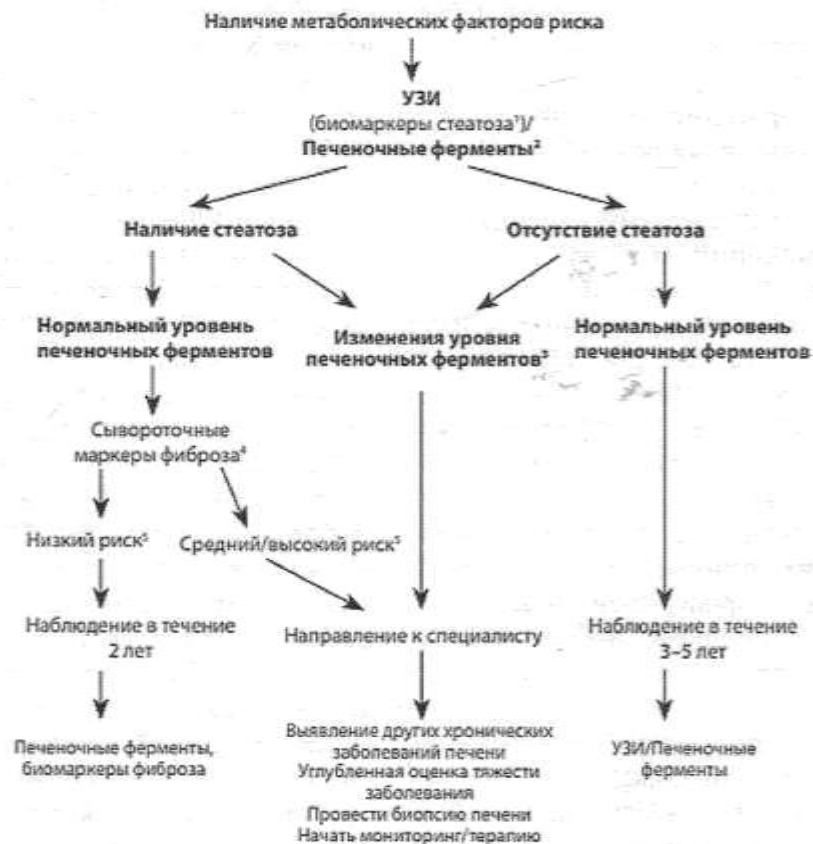 Наличие метаболических факторов риска
УЗИ
(биомаркеры стеатоза¹)/
Печеночные ферменты²
Наличие стеатоза
Отсутствие стеатоза
Нормальный уровень
печеночных ферментов
Изменения уровня
печеночных ферментов³
Нормальный уровень
печеночных ферментов
Сывороточные
маркеры фиброза⁴
Низкий риск⁵
Средний/высокий риск⁵
Наблюдение в течение
2 лет
Направление к специалисту
Наблюдение в течение
3–5 лет
Печеночные ферменты,
биомаркеры фиброза
Выявление других хронических
заболеваний печени
Углубленная оценка тяжести
заболевания
Провести биопсию печени
Начать мониторинг/терапию
УЗИ/Печеночные
ферменты